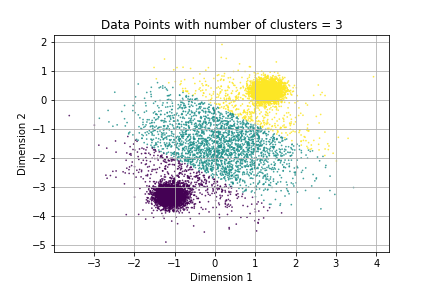 Data Points with number of clusters = 3
2
1
0
−1
−2
−3
−4
−5
Dimension 2
−3 −2 −1 0 1 2 3 4
Dimension 1